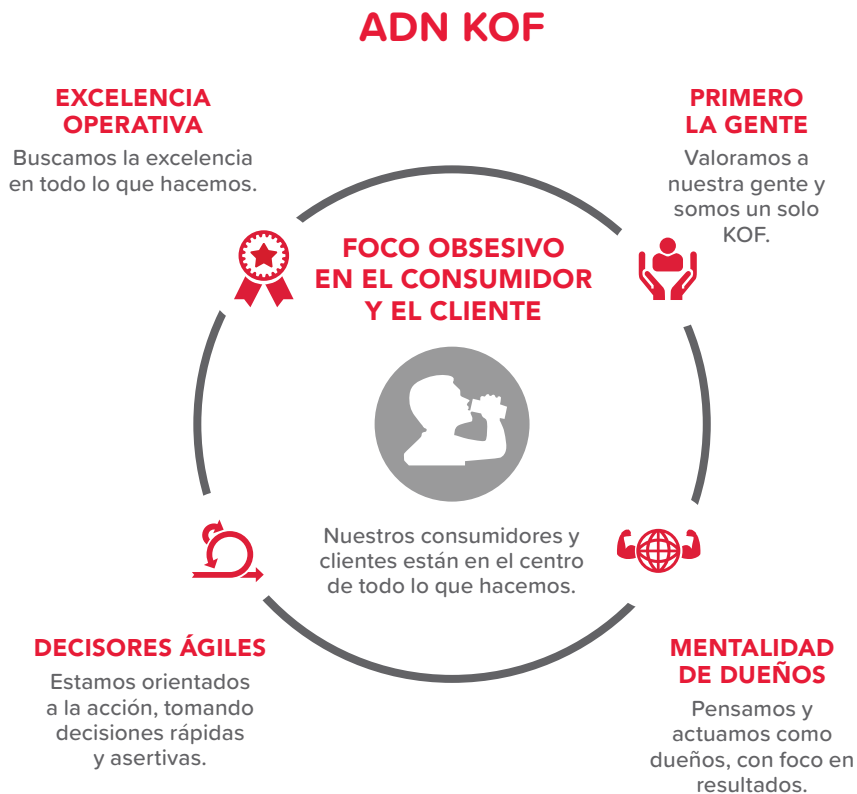 ADN KOF
EXCELENCIA
OPERATIVA
Buscamos la excelencia
en todo lo que hacemos.
PRIMERO
LA GENTE
Valoramos a
nuestra gente y
somos un solo
KOF.
FOCO OBSESIVO
EN EL CONSUMIDOR
Y EL CLIENTE
Nuestros consumidores y
clientes están en el centro
de todo lo que hacemos.
DECISORES ÁGILES
Estamos orientados
a la acción, tomando
decisiones rápidas
y asertivas.
MENTALIDAD
DE DUEÑOS
Pensamos y
actuamos como
dueños, con foco en
resultados.